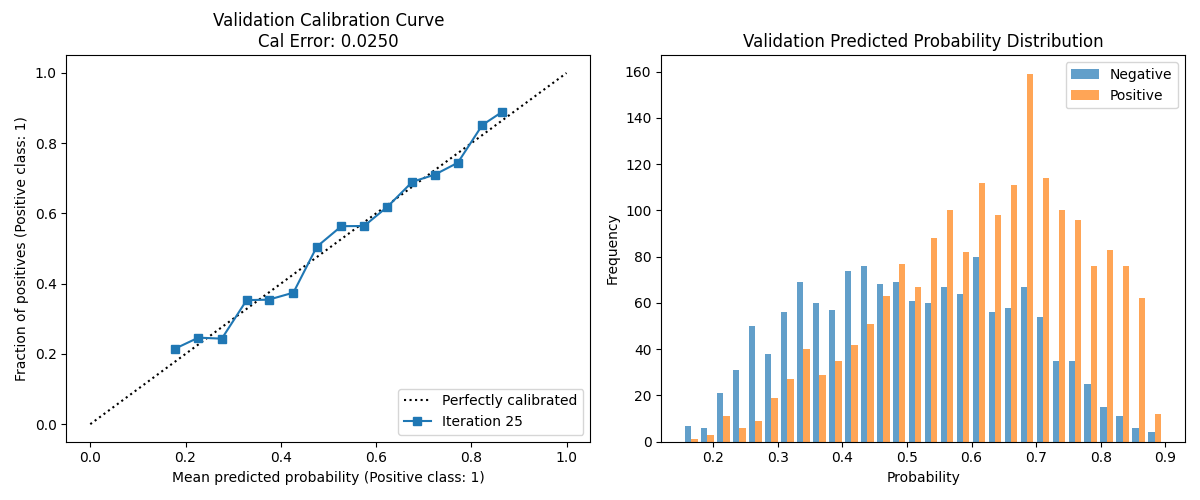 Validation Calibration Curve
Cal Error: 0.0250
Fraction of positives (Positive class: 1)
1.0
0.8
0.6
0.4
0.2
0.0
0.0 0.2 0.4 0.6 0.8 1.0
Mean predicted probability (Positive class: 1)
Perfectly calibrated
Iteration 25
Validation Predicted Probability Distribution
Frequency
160
140
120
100
80
60
40
20
0
0.2 0.3 0.4 0.5 0.6 0.7 0.8 0.9
Probability
Negative
Positive